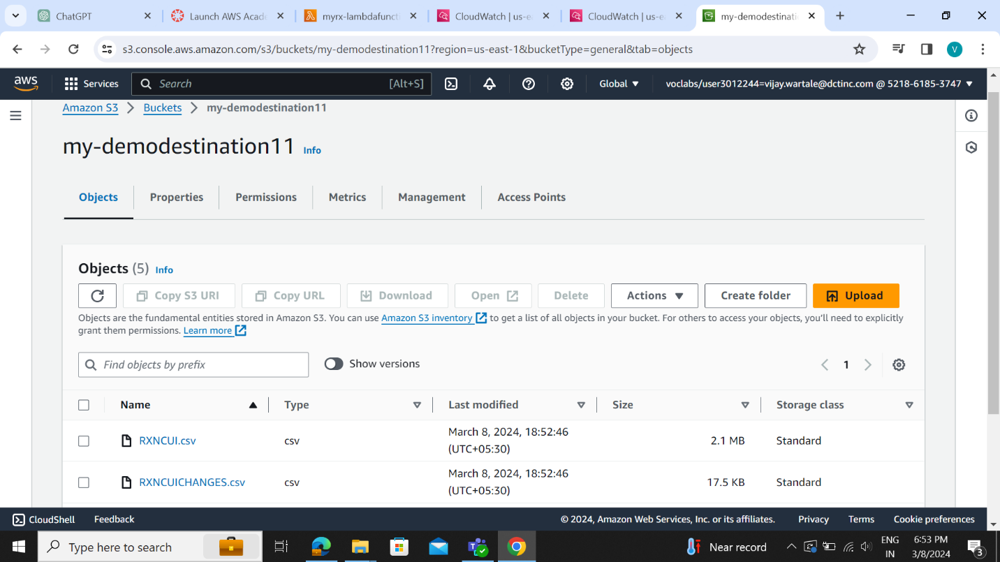 ChatGPT
Launch AWS Acade
myrx-lambdafuncti
CloudWatch | us-ea
CloudWatch | us-ea
my-demodestinatio
s3.console.aws.amazon.com/s3/buckets/my-demodestination11?region=us-east-1&bucketType=general&tab=objects
V
aws
Services
Search
[Alt+S]
Global
voclabs/user3012244=vijay.wartale@dctinc.com @ 5218-6185-3747
Amazon S3
Buckets
my-demodestination11
my-demodestination11 Info
Objects
Properties
Permissions
Metrics
Management
Access Points
Objects (5) Info
Copy S3 URI
Copy URL
Download
Open
Delete
Actions
Create folder
Upload
Objects are the fundamental entities stored in Amazon S3. You can use Amazon S3 inventory to get a list of all objects in your bucket. For others to access your objects, you'll need to explicitly
grant them permissions. Learn more
Find objects by prefix
Show versions
1
Name
Type
Last modified
Size
Storage class
RXNCUI.csv
csv
March 8, 2024, 18:52:46
(UTC+05:30)
2.1 MB
Standard
RXNCUICHANGES.csv
csv
March 8, 2024, 18:52:46
(UTC+05:30)
17.5 KB
Standard
CloudShell
Feedback
© 2024, Amazon Web Services, Inc. or its affiliates.
Privacy
Terms
Cookie preferences
Type here to search
Near record
ENG
IN
6:53 PM
3/8/2024
3